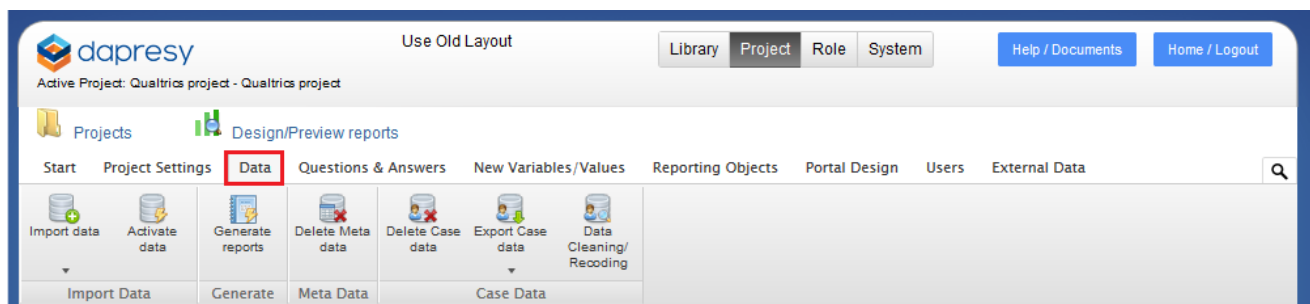 dapresy
Use Old Layout
Library Project Role System
Help / Documents
Home / Logout
Active Project: Qualtrics project - Qualtrics project
Projects
Design/Preview reports
Start Project Settings Data Questions & Answers New Variables/Values Reporting Objects Portal Design Users External Data
Import data
Activate
data
Generate
reports
Delete Meta
data
Delete Case
data
Export Case
data
Data
Cleaning/
Recoding
Import Data
Generate
Meta Data
Case Data